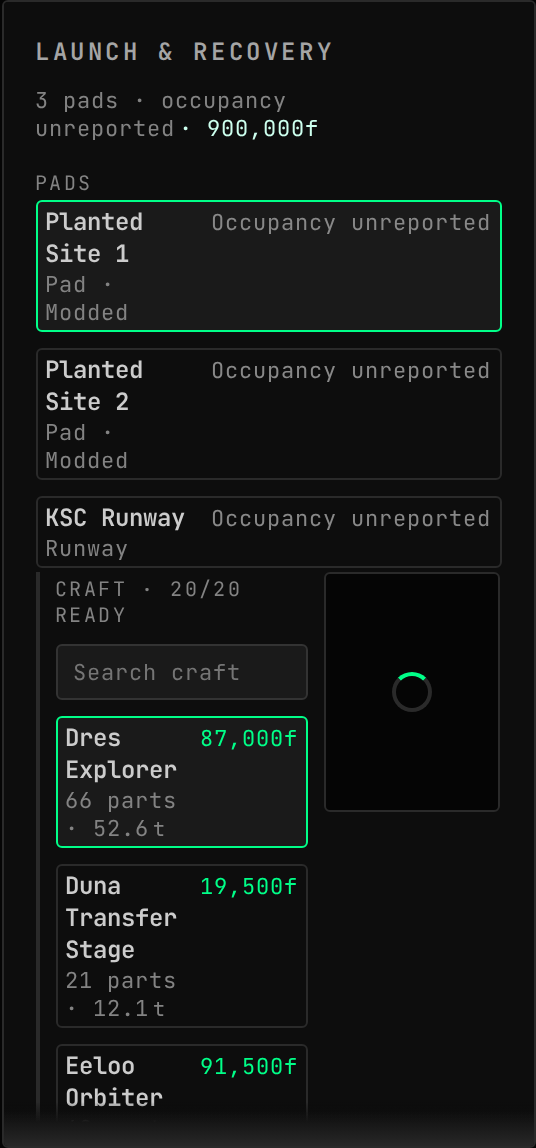 LAUNCH & RECOVERY
3 pads · occupancy
unreported · 900,000f
PADS
Planted Occupancy unreported
Site 1
Pad ·
Modded
Planted Occupancy unreported
Site 2
Pad ·
Modded
KSC Runway Occupancy unreported
Runway
CRAFT · 20/20
READY
Search craft
Dres 87,000f
Explorer
66 parts
· 52.6t
Duna 19,500f
Transfer
Stage
21 parts
· 12.1t
Eeloo 91,500f
Orbiter